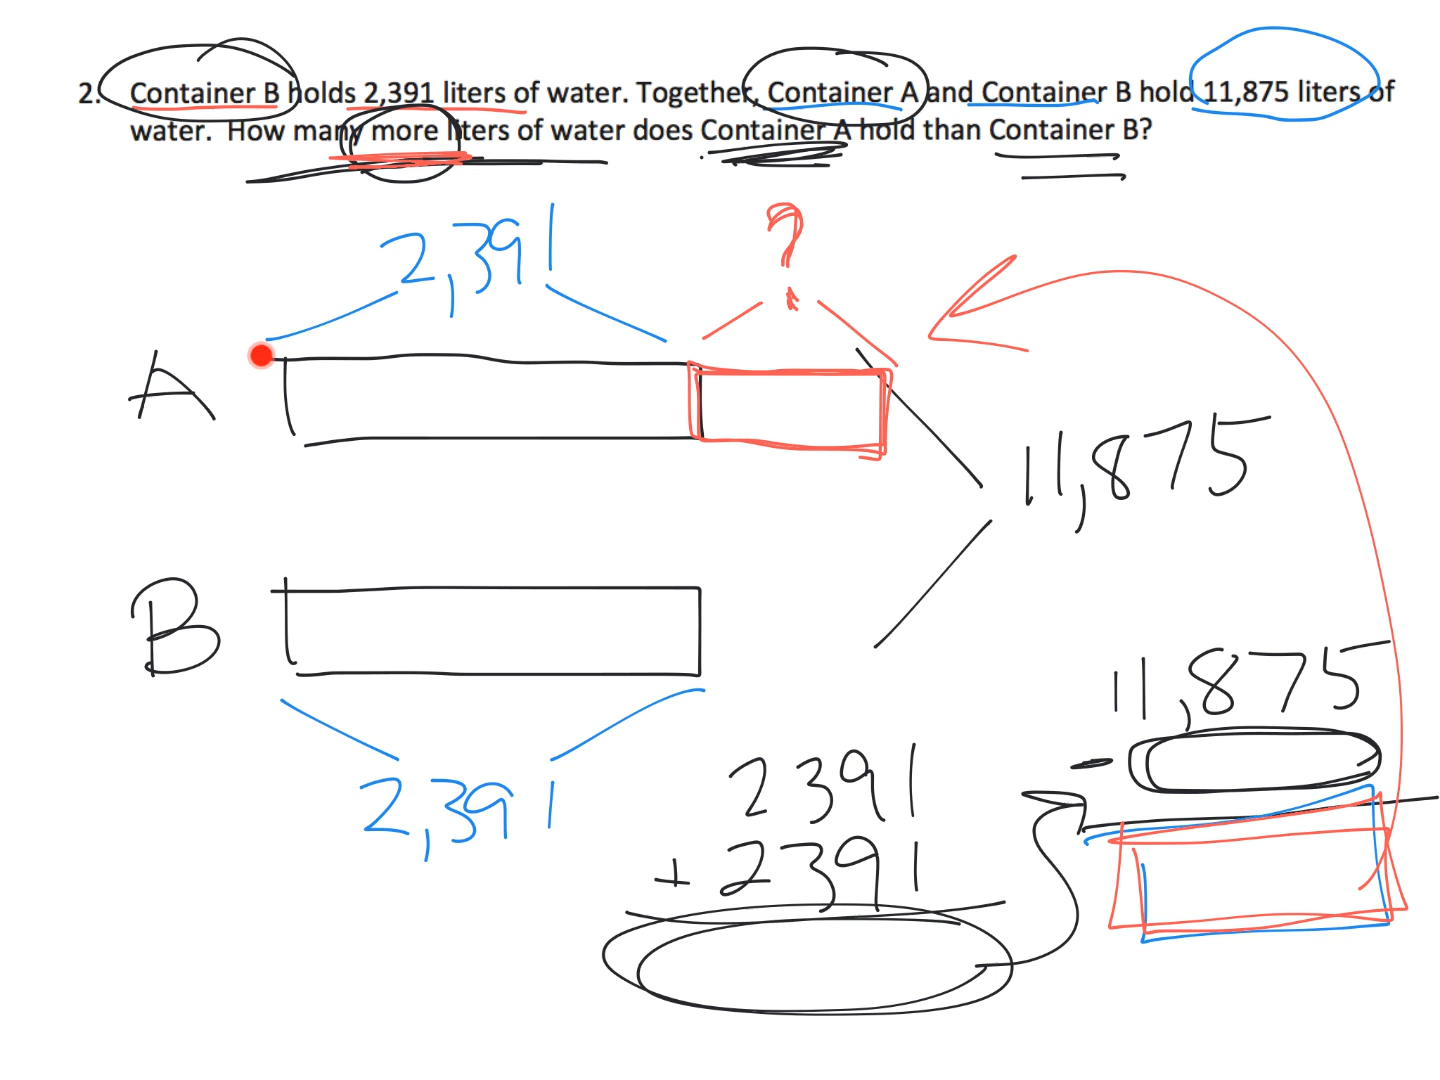 2. Container B holds 2,391 liters of water. Together, Container A and Container B hold 11,875 liters of
water. How many more liters of water does Container A hold than Container B?
2,391
?
A
11,875
B
2,391
11,875
-
2391
+ 2391